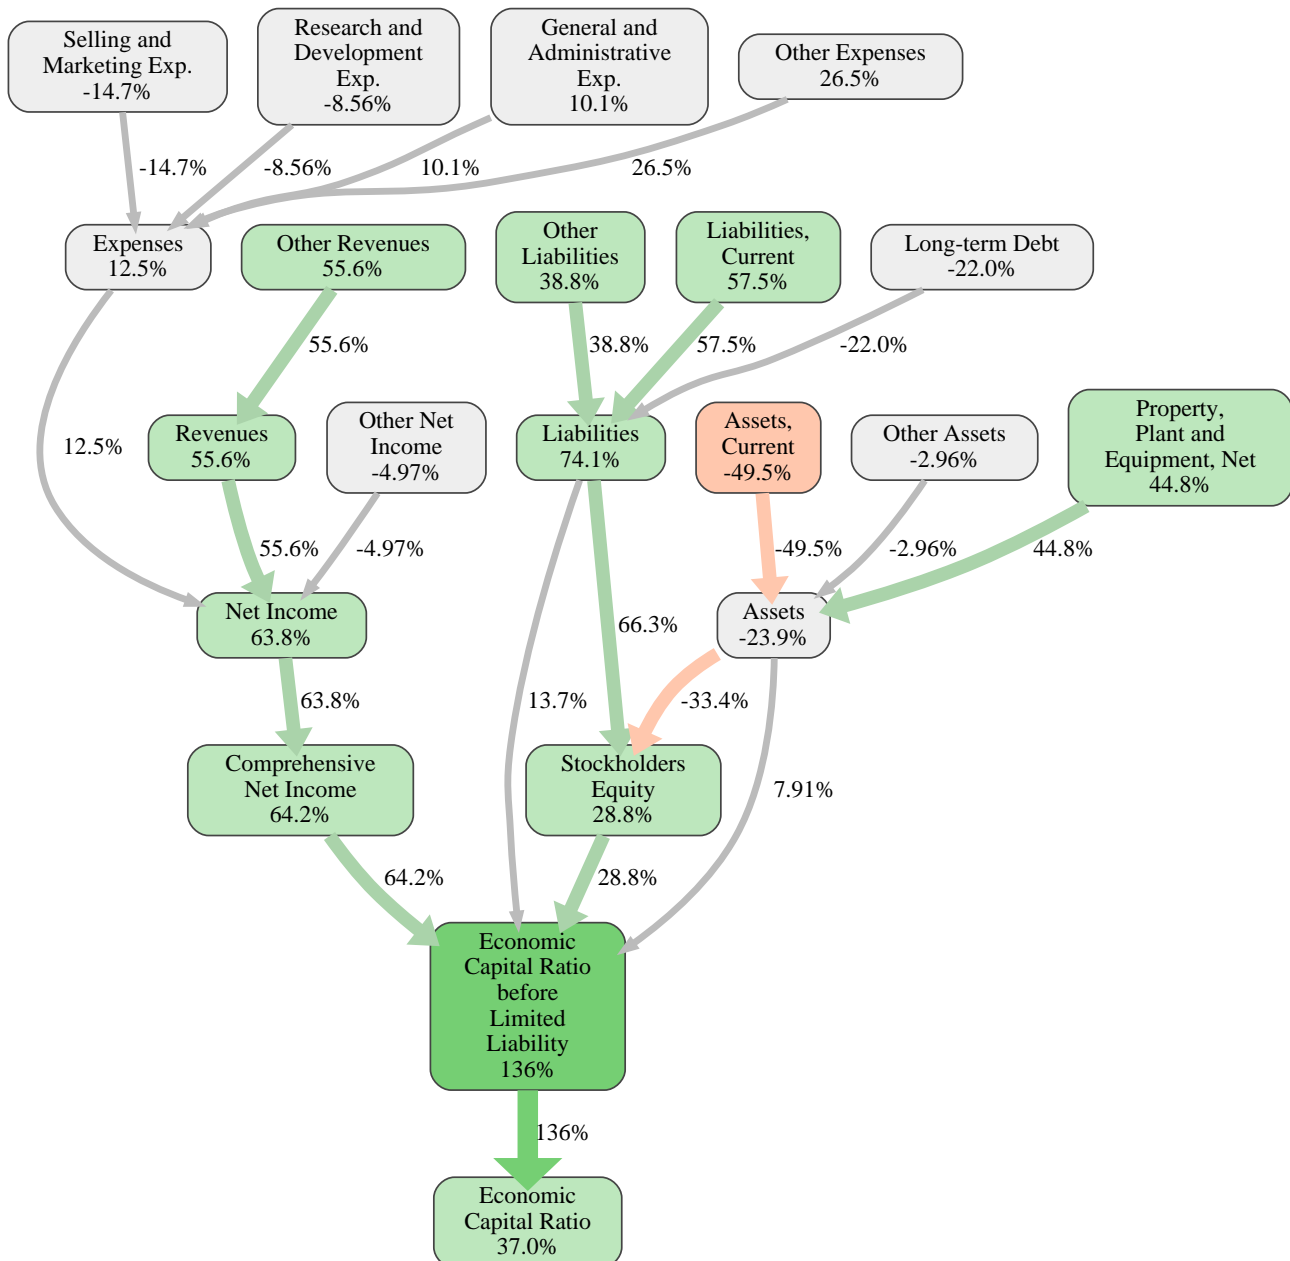 Selling and
Marketing Exp.
-14.7%
Research and
Development
Exp.
-8.56%
General and
Administrative
Exp.
10.1%
Other Expenses
26.5%
-14.7%
-8.56%
10.1%
26.5%
Expenses
12.5%
Other Revenues
55.6%
Other
Liabilities
38.8%
Liabilities,
Current
57.5%
Long-term Debt
-22.0%
55.6%
38.8%
57.5%
-22.0%
12.5%
Revenues
55.6%
Other Net
Income
-4.97%
Liabilities
74.1%
Assets,
Current
-49.5%
Other Assets
-2.96%
Property,
Plant and
Equipment, Net
44.8%
55.6%
-4.97%
-49.5%
-2.96%
44.8%
Net Income
63.8%
66.3%
Assets
-23.9%
63.8%
13.7%
-33.4%
Comprehensive
Net Income
64.2%
Stockholders
Equity
28.8%
7.91%
64.2%
28.8%
Economic
Capital Ratio
before
Limited
Liability
136%
136%
Economic
Capital Ratio
37.0%